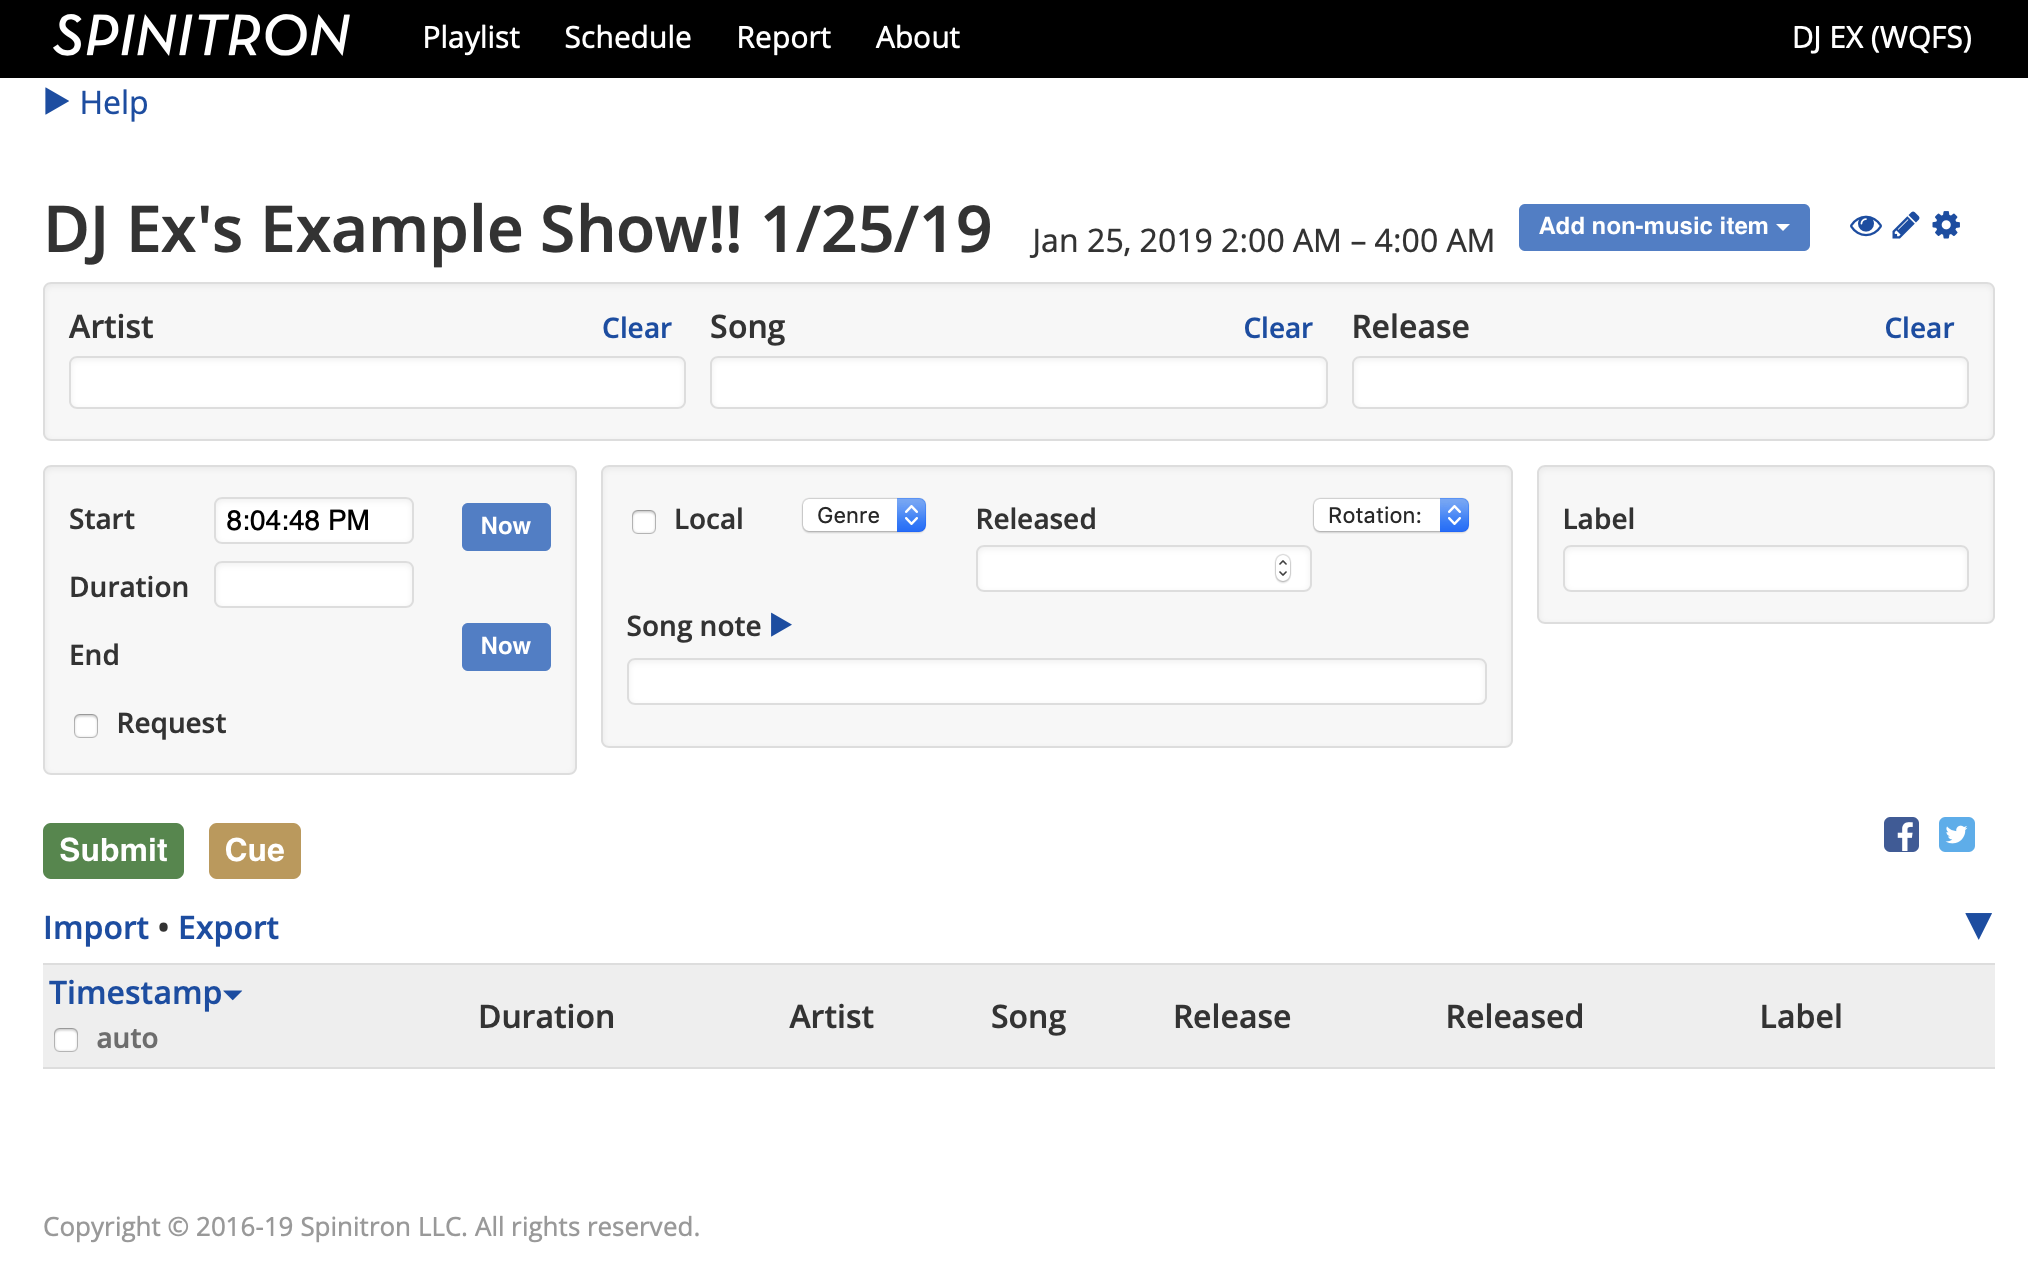 SPINITRON Playlist Schedule Report About DJ EX (WQFS)
Help
DJ Ex's Example Show!! 1/25/19 Jan 25, 2019 2:00 AM – 4:00 AM Add non-music item
Artist Clear Song Clear Release Clear
Start 8:04:48 PM Now Local Genre Released Rotation: Label
Duration
Song note
End Now
Request
Submit Cue
Import • Export
Timestamp
Duration Artist Song Release Released Label
auto
Copyright © 2016-19 Spinitron LLC. All rights reserved.